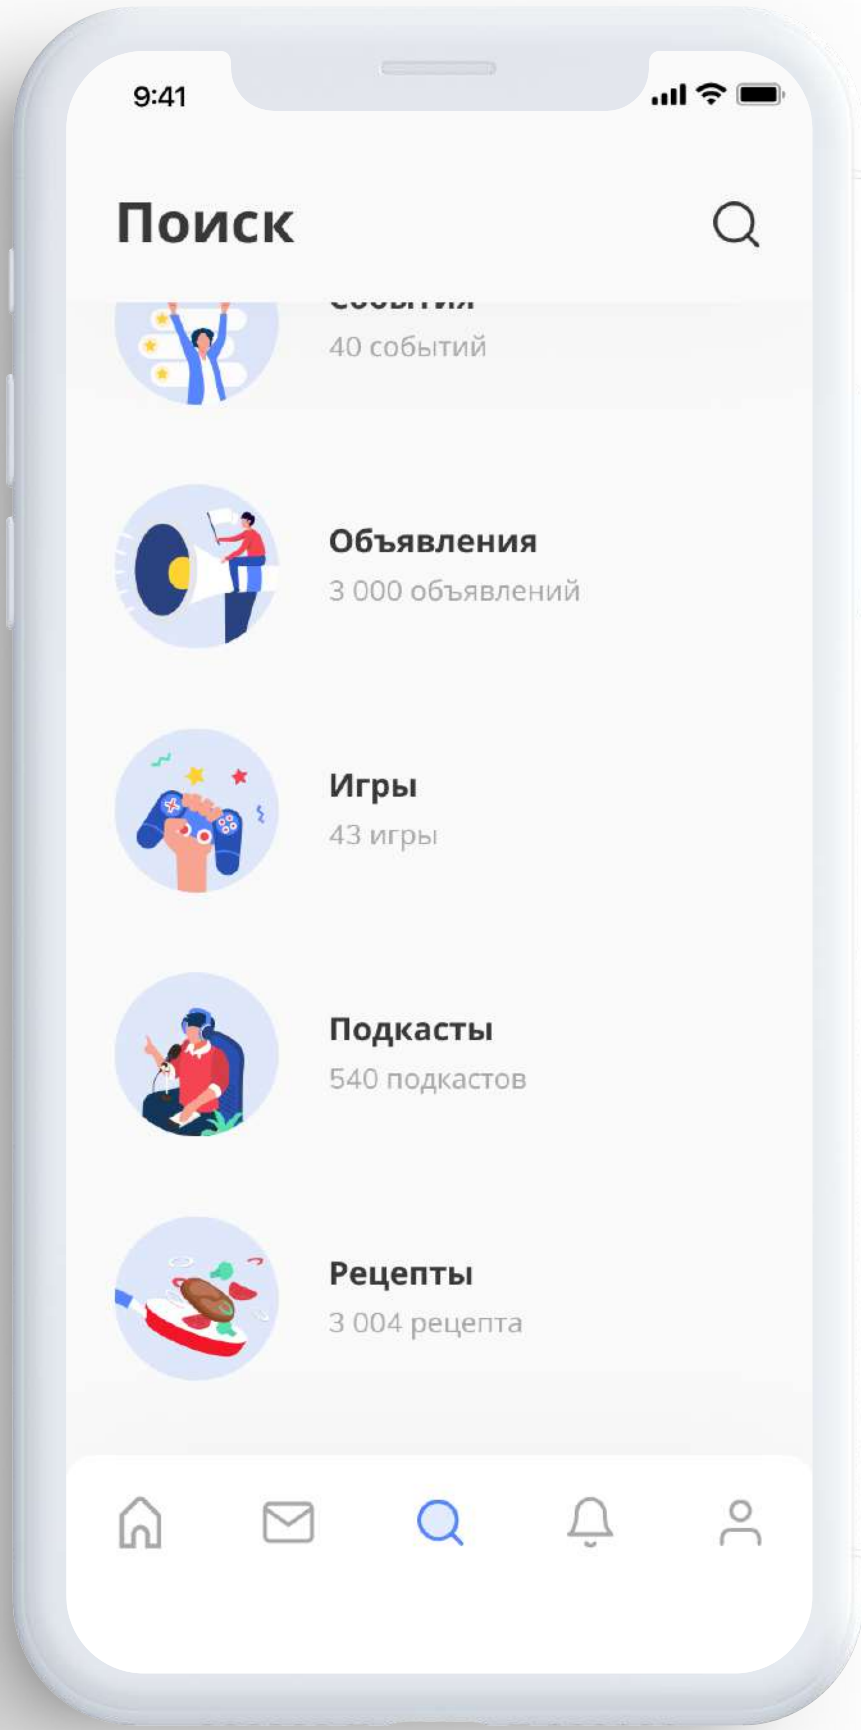 9:41
Поиск
События
40 событий
Объявления
3 000 объявлений
Игры
43 игры
Подкасты
540 подкастов
Рецепты
3 004 рецепта